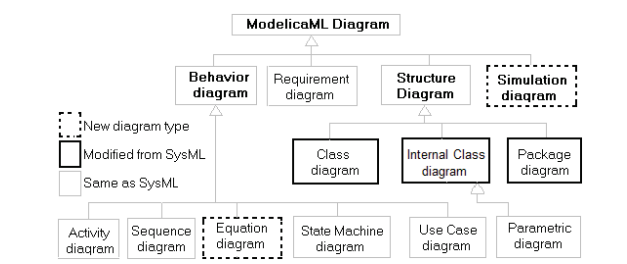 ModelicaML Diagram
Behavior
diagram
Requirement
diagram
Structure
Diagram
Simulation
diagram
New diagram type
Modified from SysML
Same as SysML
Class
diagram
Internal Class
diagram
Package
diagram
Activity
diagram
Sequence
diagram
Equation
diagram
State Machine
diagram
Use Case
diagram
Parametric
diagram